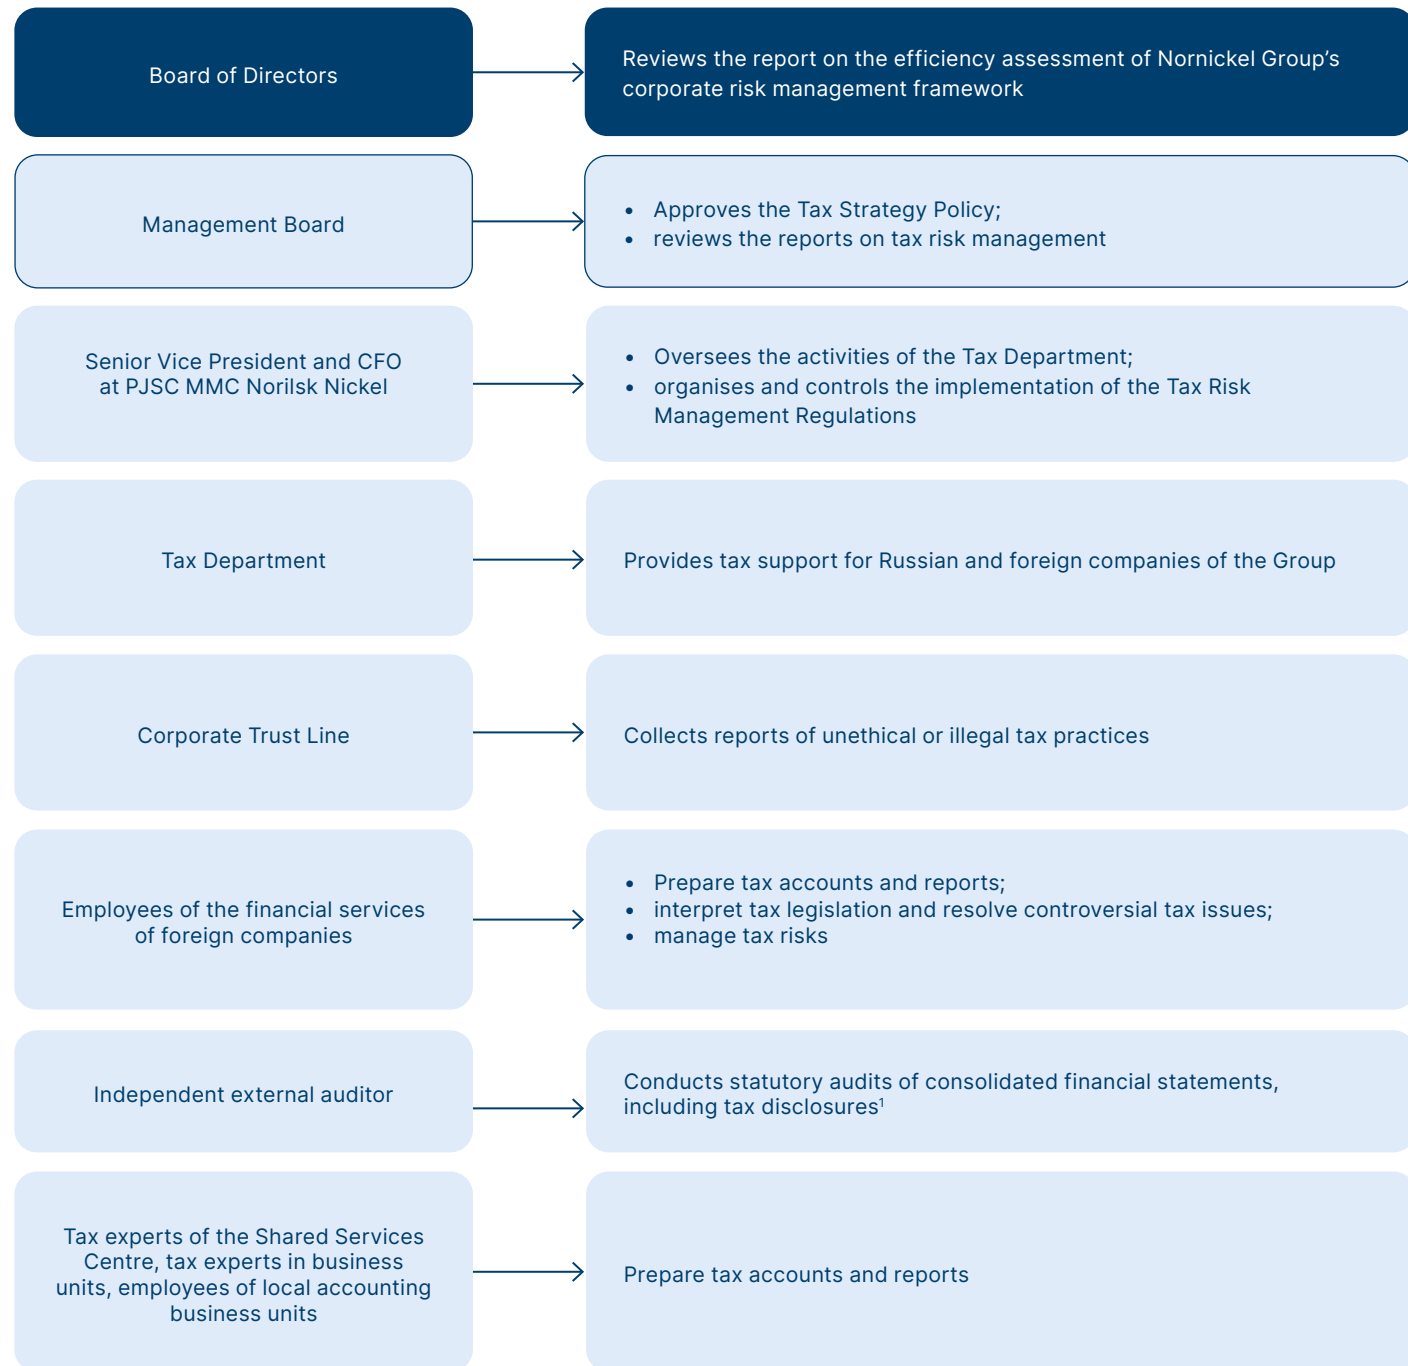 Board of Directors
Reviews the report on the efficiency assessment of Nornickel Group’s
corporate risk management framework
Management Board
• Approves the Tax Strategy Policy;
• reviews the reports on tax risk management
Senior Vice President and CFO
at PJSC MMC Norilsk Nickel
• Oversees the activities of the Tax Department;
• organises and controls the implementation of the Tax Risk
Management Regulations
Tax Department
Provides tax support for Russian and foreign companies of the Group
Corporate Trust Line
Collects reports of unethical or illegal tax practices
Employees of the financial services
of foreign companies
• Prepare tax accounts and reports;
• interpret tax legislation and resolve controversial tax issues;
• manage tax risks
Independent external auditor
Conducts statutory audits of consolidated financial statements,
including tax disclosures¹
Tax experts of the Shared Services
Centre, tax experts in business
units, employees of local accounting
business units
Prepare tax accounts and reports